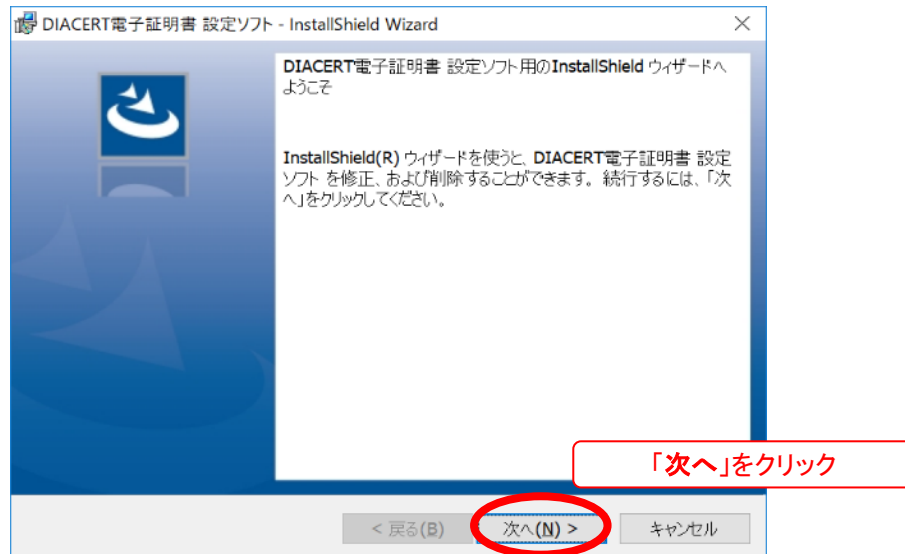 DIACERT電子証明書 設定ソフト - InstallShield Wizard
DIACERT電子証明書 設定ソフト用のInstallShield ウィザードへ
ようこそ
InstallShield(R) ウィザードを使うと、DIACERT電子証明書 設定
ソフト を修正、および削除することができます。続行するには、「次
へ」をクリックしてください。
「次へ」をクリック
< 戻る(B)
次へ(N) >
キャンセル